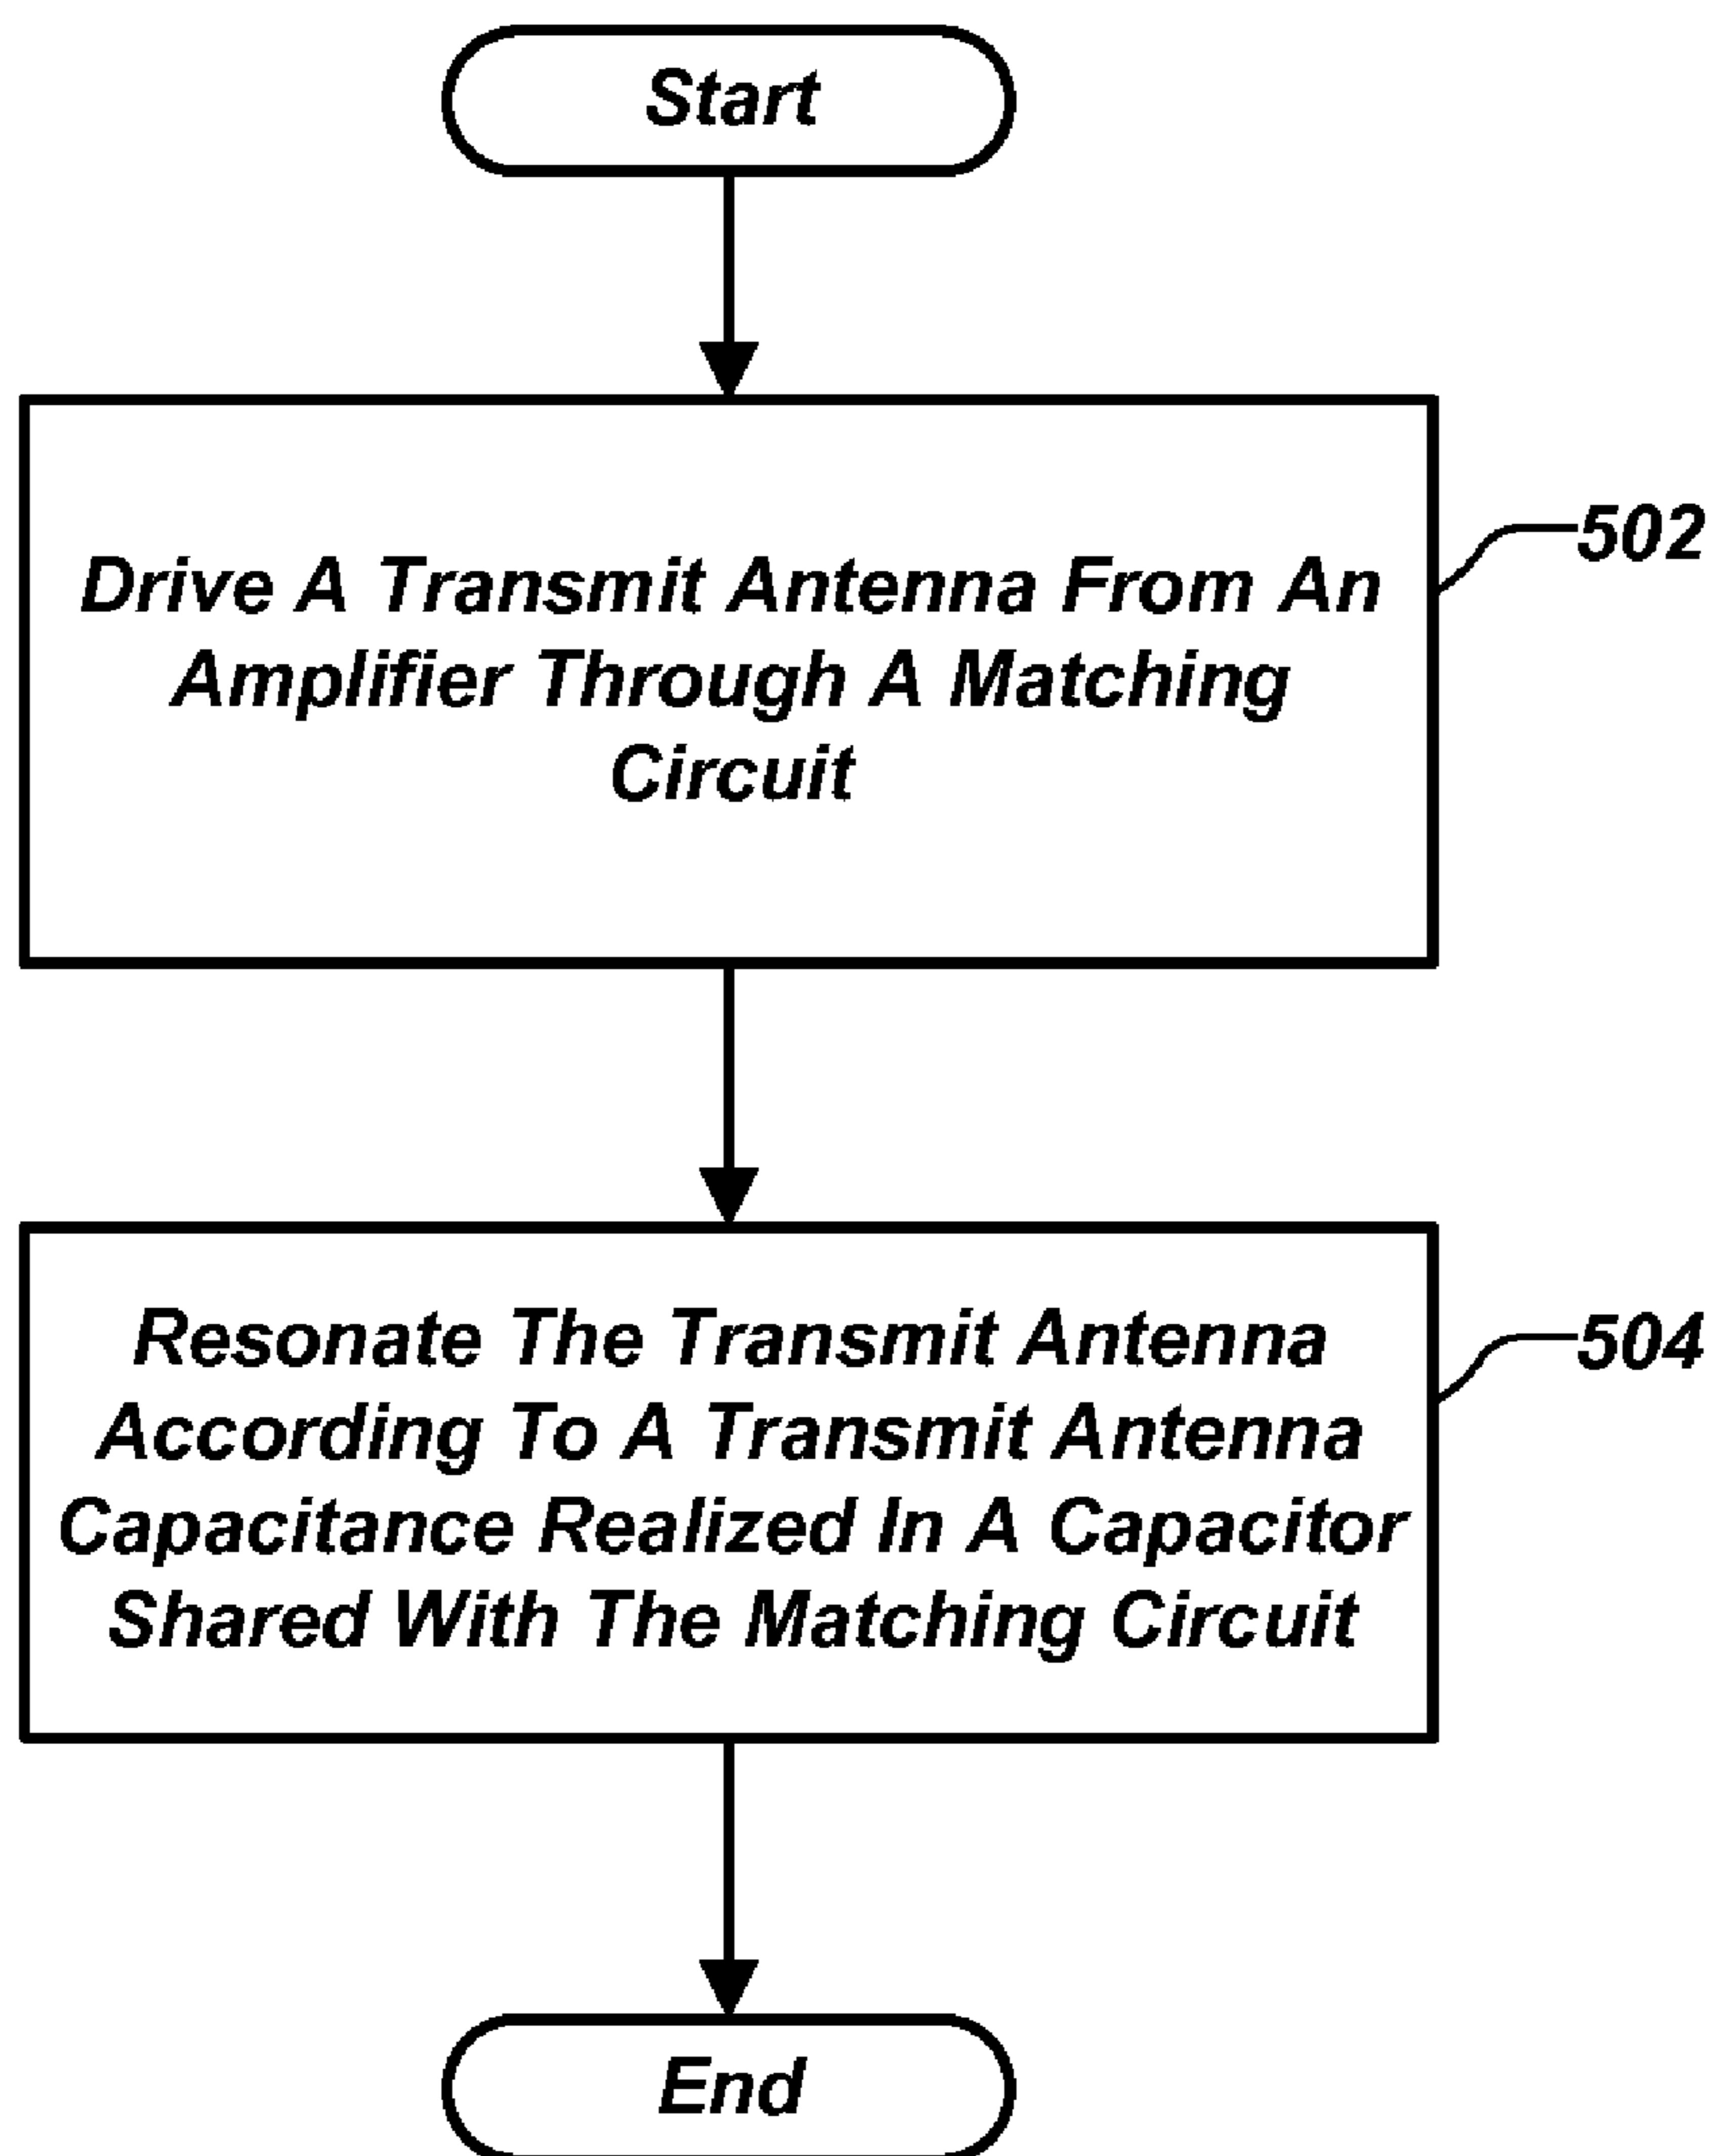 Start
Drive A Transmit Antenna From An
Amplifier Through A Matching
Circuit
502
Resonate The Transmit Antenna
According To A Transmit Antenna
Capacitance Realized In A Capacitor
Shared With The Matching Circuit
504
End